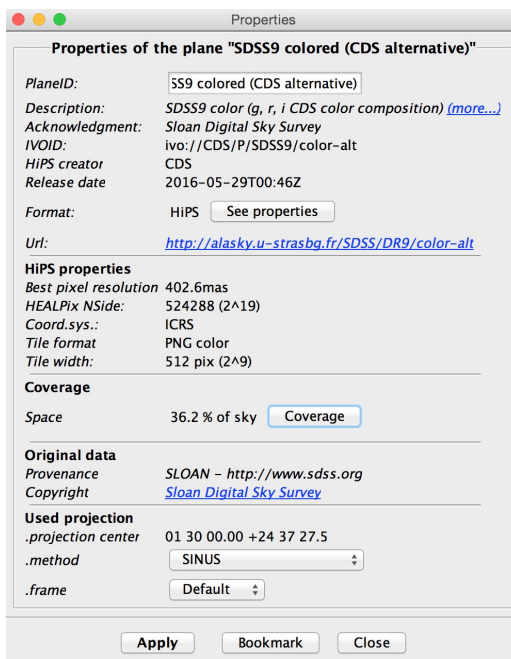 Properties
Properties of the plane "SDSS9 colored (CDS alternative)"
PlaneID: SS9 colored (CDS alternative)
Description: SDSS9 color (g, r, i CDS color composition) (more...)
Acknowledgment: Sloan Digital Sky Survey
IVOID: ivo://CDS/P/SDSS9/color-alt
HiPS creator CDS
Release date 2016-05-29T00:46Z
Format: HiPS See properties
Url: http://alasky.u-strasbg.fr/SDSS/DR9/color-alt
HiPS properties
Best pixel resolution 402.6mas
HEALPix NSide: 524288 (2^19)
Coord.sys.: ICRS
Tile format PNG color
Tile width: 512 pix (2^9)
Coverage
Space 36.2 % of sky Coverage
Original data
Provenance SLOAN - http://www.sdss.org
Copyright Sloan Digital Sky Survey
Used projection
.projection center 01 30 00.00 +24 37 27.5
.method SINUS
.frame Default
Apply Bookmark Close